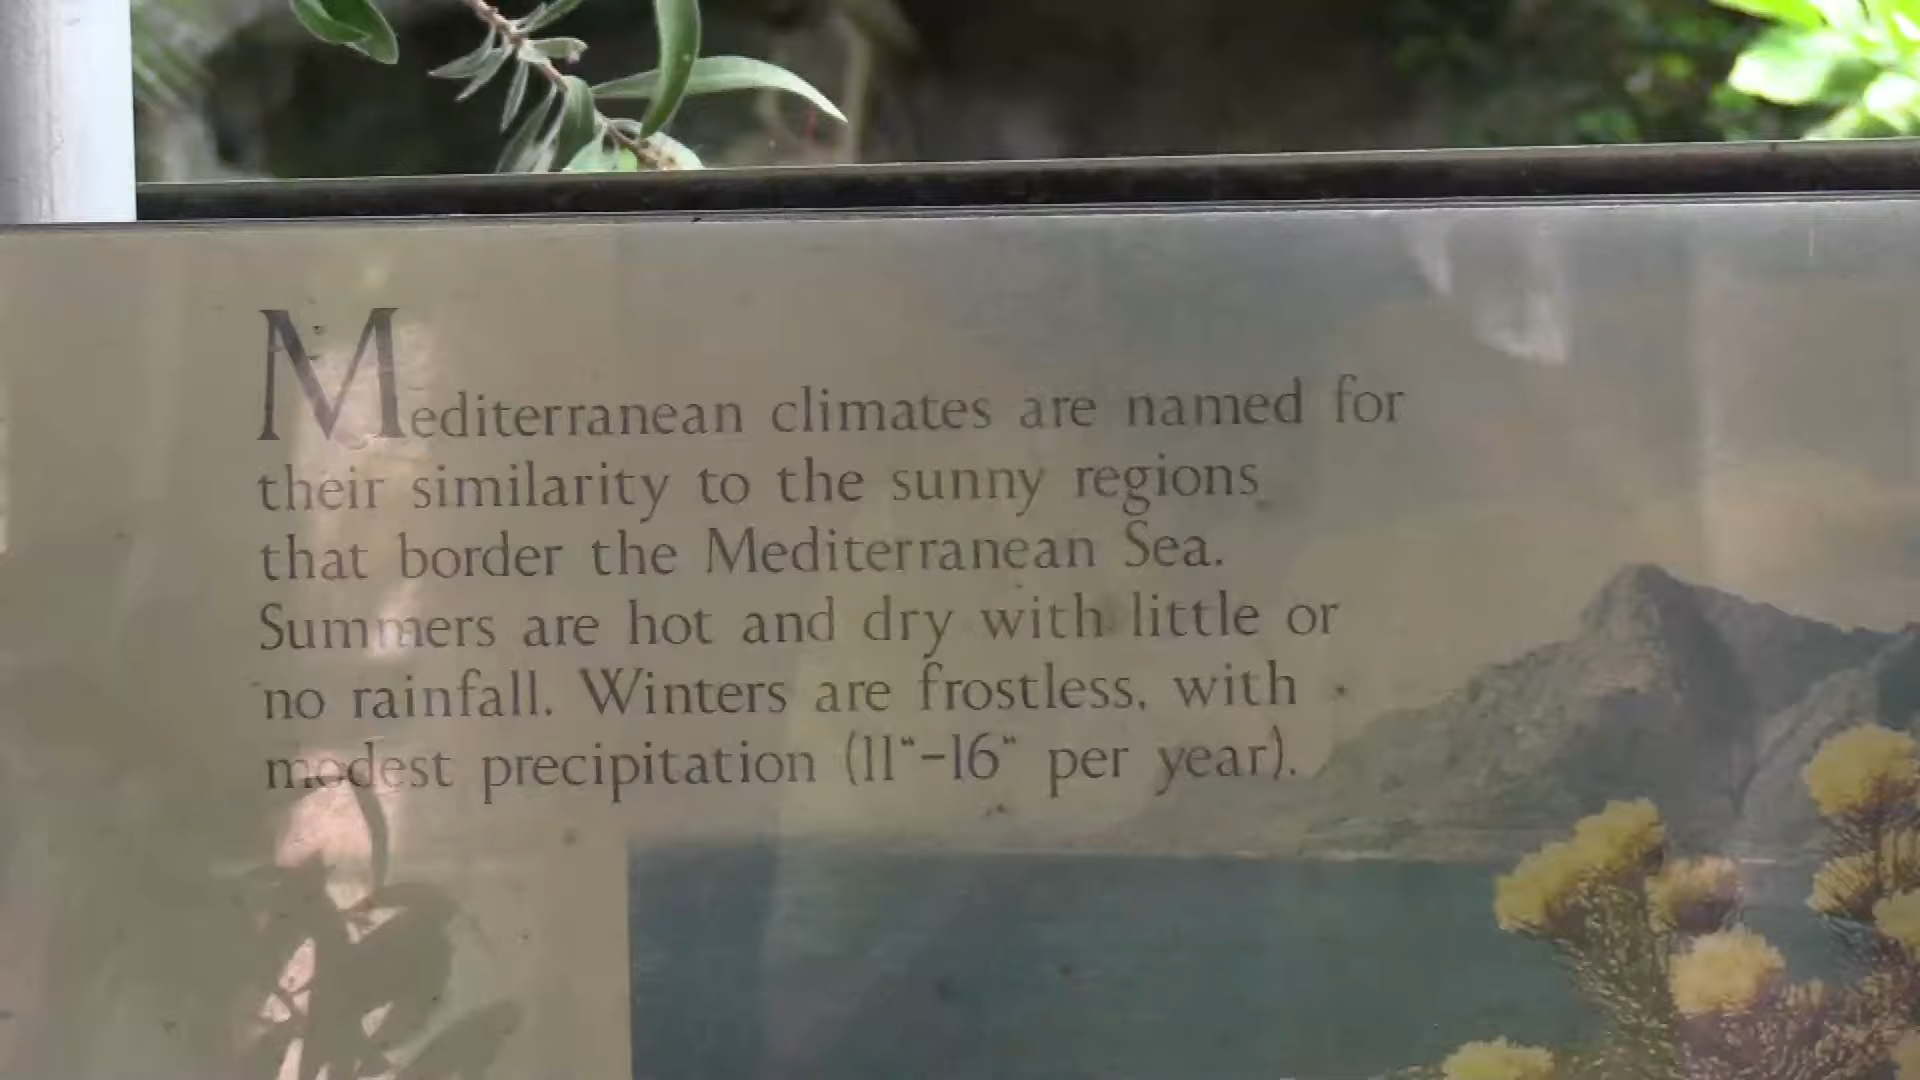 Mediterranean climates are named for
their similarity to the sunny regions
that border the Mediterranean Sea.
Summers are hot and dry with little or
no rainfall. Winters are frostless, with
modest precipitation (11"-16" per year).